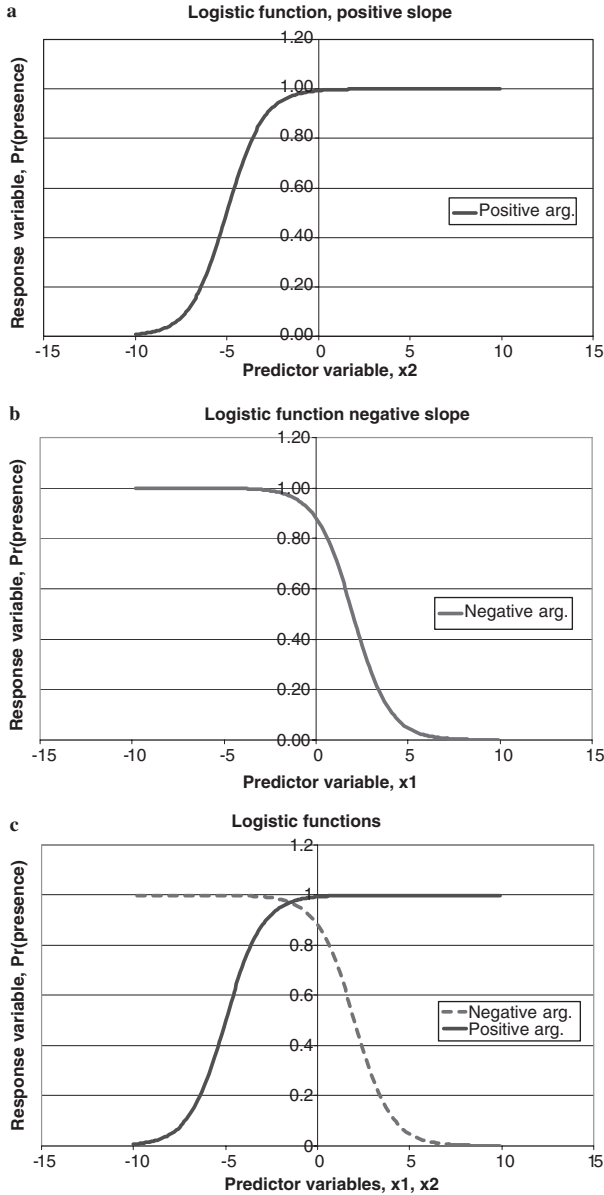 a
Logistic function, positive slope
Response variable, Pr(presence)
1.20
1.00
0.80
0.60
0.40
0.20
0.00
Positive arg.
-15
-10
-5
0
5
10
15
Predictor variable, x2
b
Logistic function negative slope
Response variable, Pr(presence)
1.20
1.00
0.80
0.60
0.40
0.20
0.00
Negative arg.
-15
-10
-5
0
5
10
15
Predictor variable, x1
c
Logistic functions
Response variable, Pr(presence)
1.2
1
0.8
0.6
0.4
0.2
0
Negative arg.
Positive arg.
-15
-10
-5
0
5
10
15
Predictor variables, x1, x2